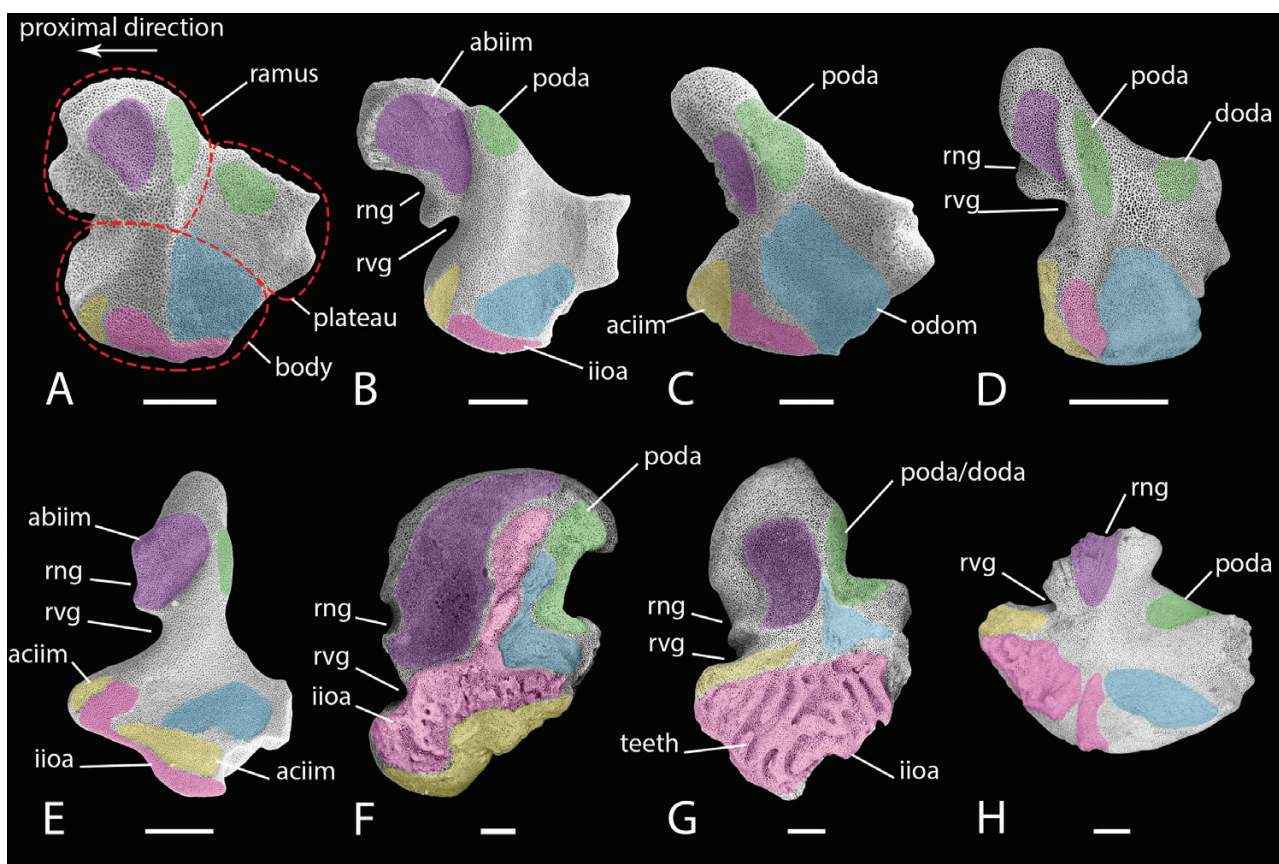 proximal direction
ramus
plateau
body
A
abiim
poda
rng
rvg
iioa
B
poda
aciim
odom
C
poda
doda
rng
rvg
D
abiim
rng
rvg
aciim
iioa
aciim
E
poda
rng
rvg
iioa
F
poda/doda
rng
rvg
teeth
iioa
G
rng
rvg
poda
H